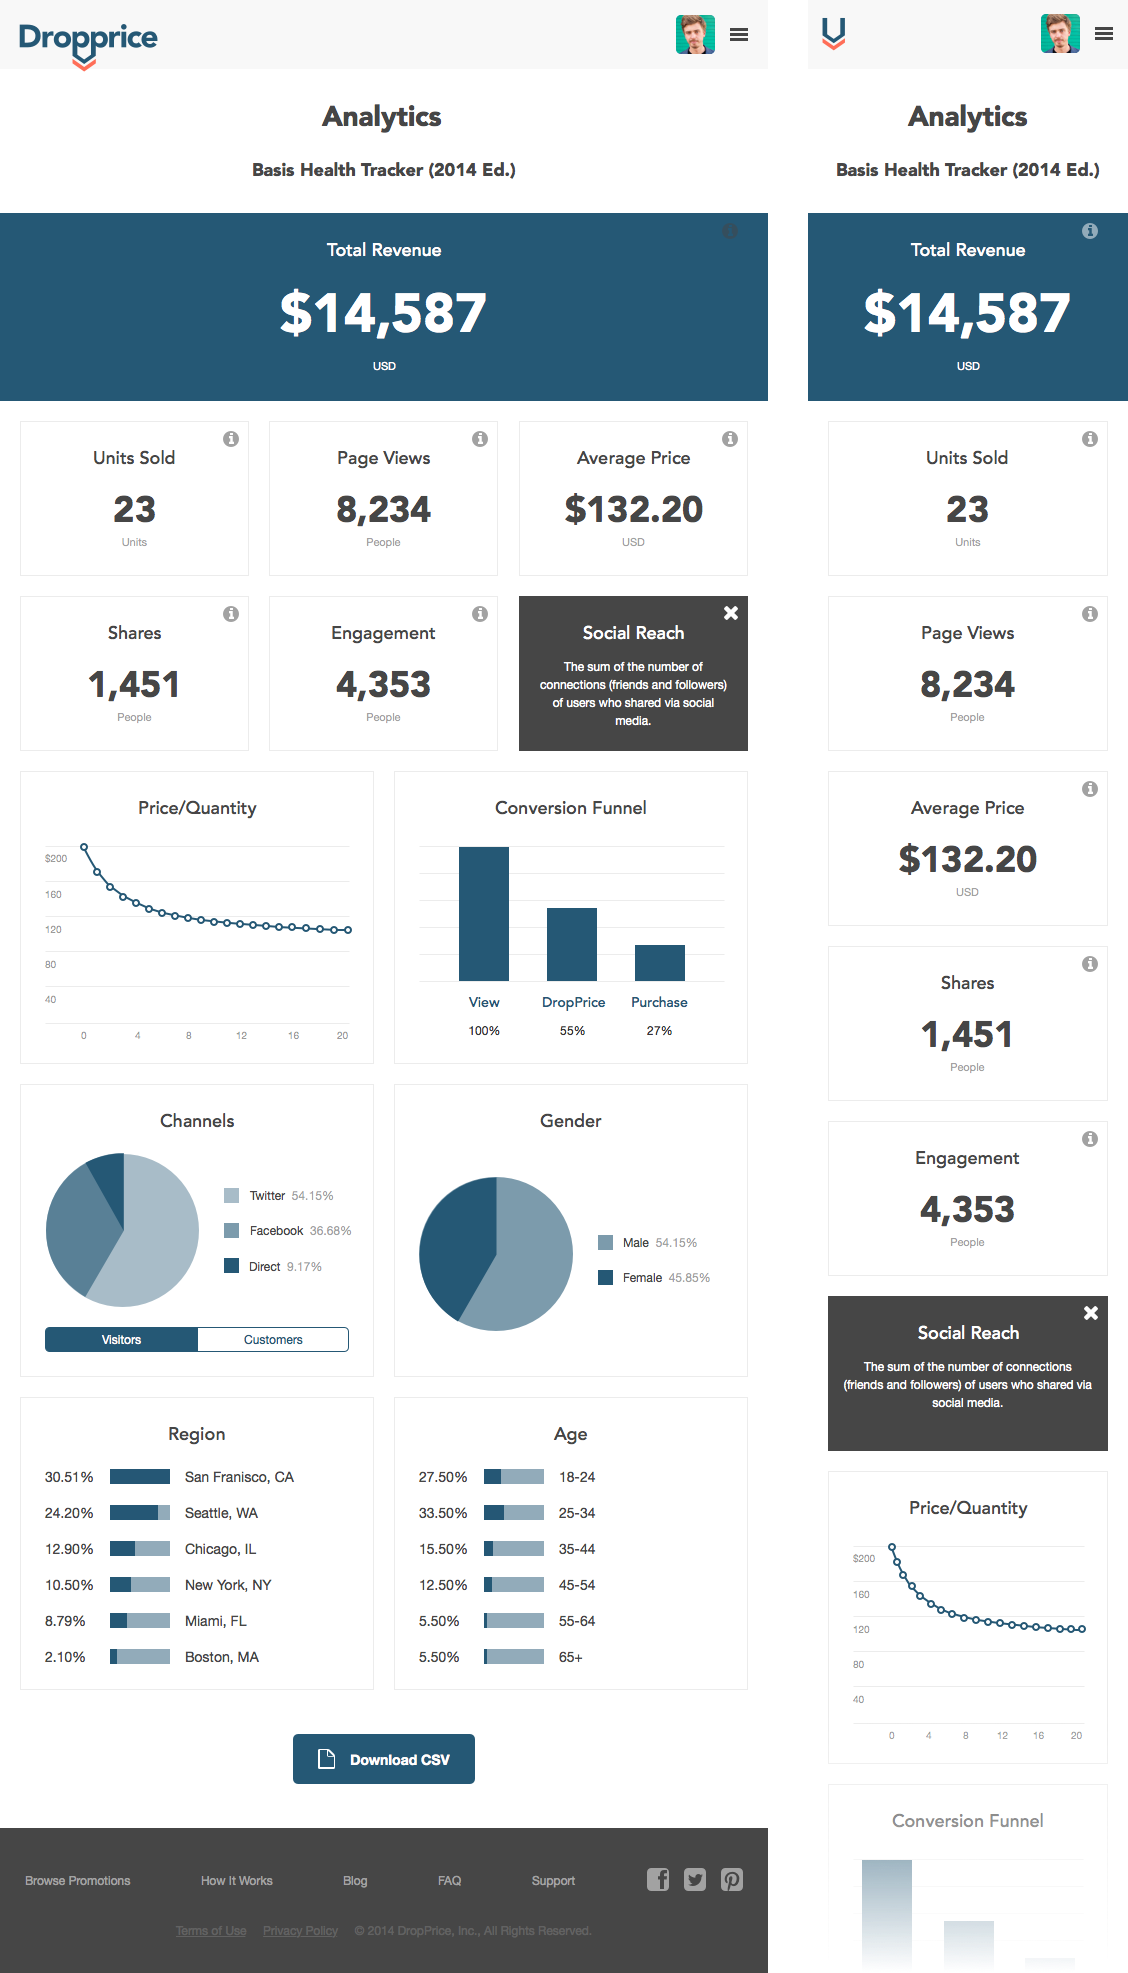 Dropprice
Analytics
Basis Health Tracker (2014 Ed.)
Total Revenue
$14,587
USD
Units Sold
23
Units
Page Views
8,234
People
Average Price
$132.20
USD
Shares
1,451
People
Engagement
4,353
People
Social Reach
The sum of the number of
connections (friends and followers)
of users who shared via social
media.
Price/Quantity
$200
160
120
80
40
0 4 8 12 16 20
Conversion Funnel
View DropPrice Purchase
100% 55% 27%
Channels
Twitter 54.15%
Facebook 36.68%
Direct 9.17%
Visitors Customers
Gender
Male 54.15%
Female 45.85%
Region
30.51% San Franisco, CA
24.20% Seattle, WA
12.90% Chicago, IL
10.50% New York, NY
8.79% Miami, FL
2.10% Boston, MA
Age
27.50% 18-24
33.50% 25-34
15.50% 35-44
12.50% 45-54
5.50% 55-64
5.50% 65+
Download CSV
Browse Promotions How It Works Blog FAQ Support
Terms of Use Privacy Policy © 2014 DropPrice, Inc., All Rights Reserved.
Analytics
Basis Health Tracker (2014 Ed.)
Total Revenue
$14,587
USD
Units Sold
23
Units
Page Views
8,234
People
Average Price
$132.20
USD
Shares
1,451
People
Engagement
4,353
People
Social Reach
The sum of the number of connections
(friends and followers) of users who shared via
social media.
Price/Quantity
$200
160
120
80
40
0 4 8 12 16 20
Conversion Funnel